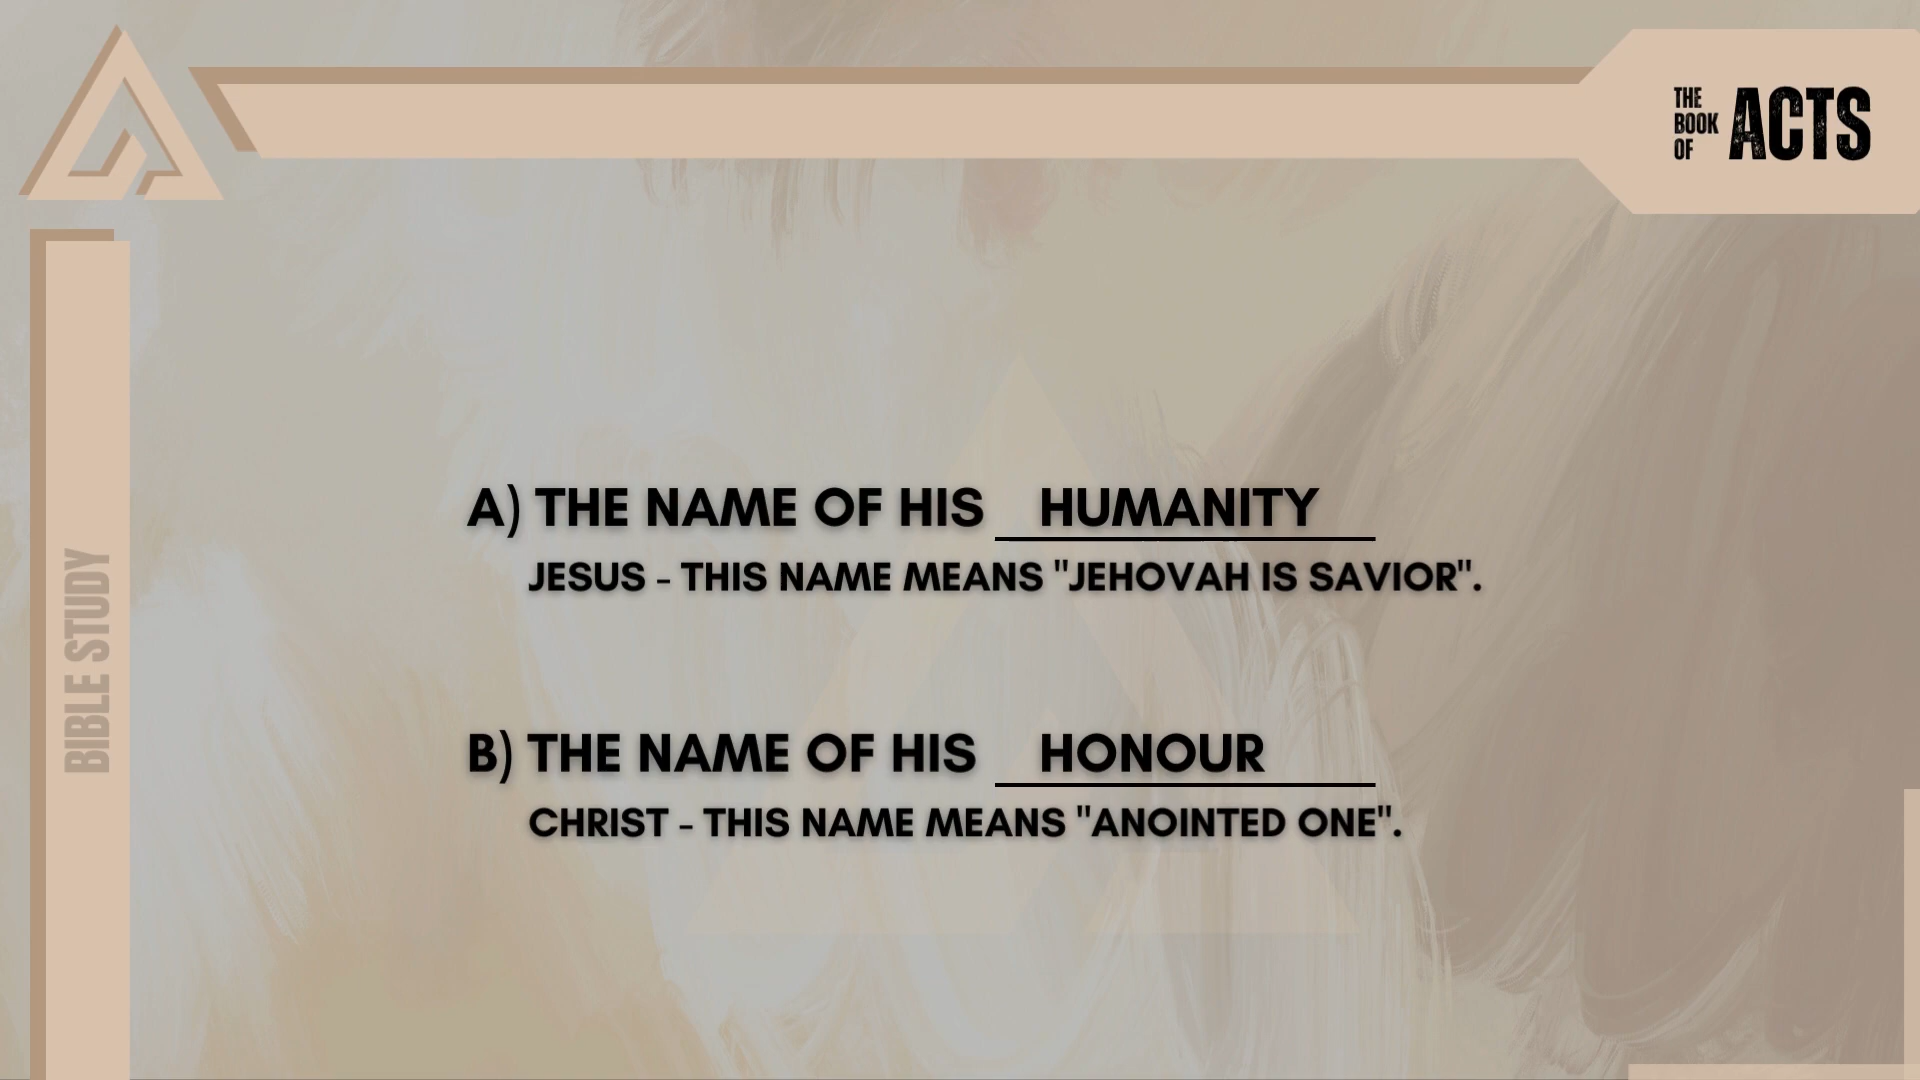 THE
BOOK
OF
ACTS
A) THE NAME OF HIS HUMANITY
JESUS - THIS NAME MEANS "JEHOVAH IS SAVIOR".
B) THE NAME OF HIS HONOUR
CHRIST - THIS NAME MEANS "ANOINTED ONE".
BIBLE STUDY